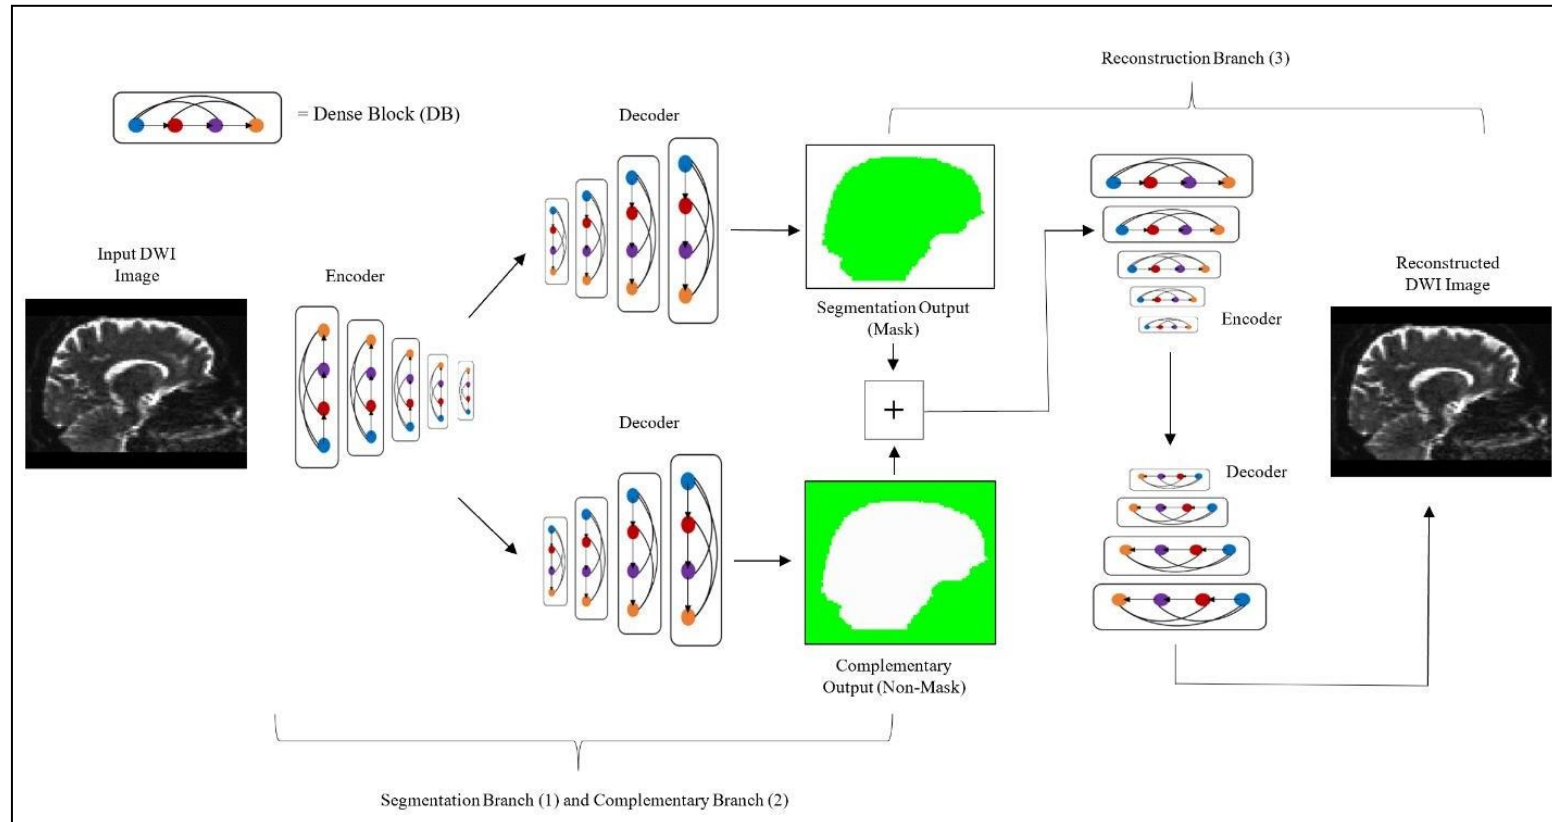 Reconstruction Branch (3)
= Dense Block (DB)
Decoder
Input DWI
Image
Encoder
Segmentation Output
(Mask)
Reconstructed
DWI Image
Encoder
+
Decoder
Decoder
Complementary
Output (Non-Mask)
Segmentation Branch (1) and Complementary Branch (2)